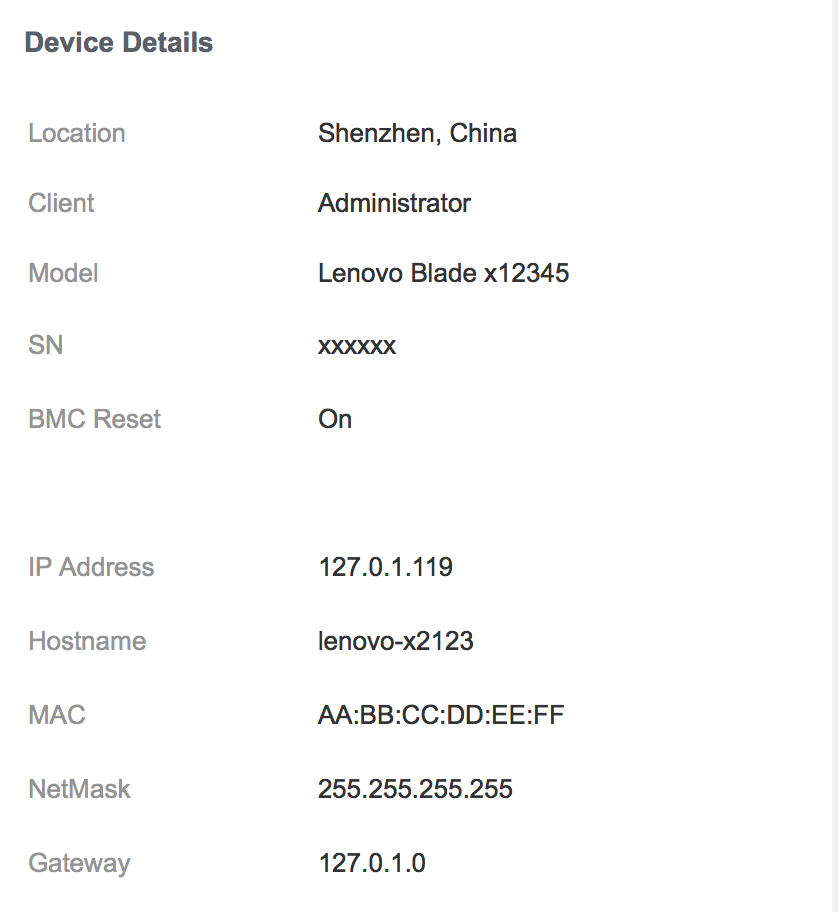 Device Details
Location Shenzhen, China
Client Administrator
Model Lenovo Blade x12345
SN xxxxxx
BMC Reset On
IP Address 127.0.1.119
Hostname lenovo-x2123
MAC AA:BB:CC:DD:EE:FF
NetMask 255.255.255.255
Gateway 127.0.1.0